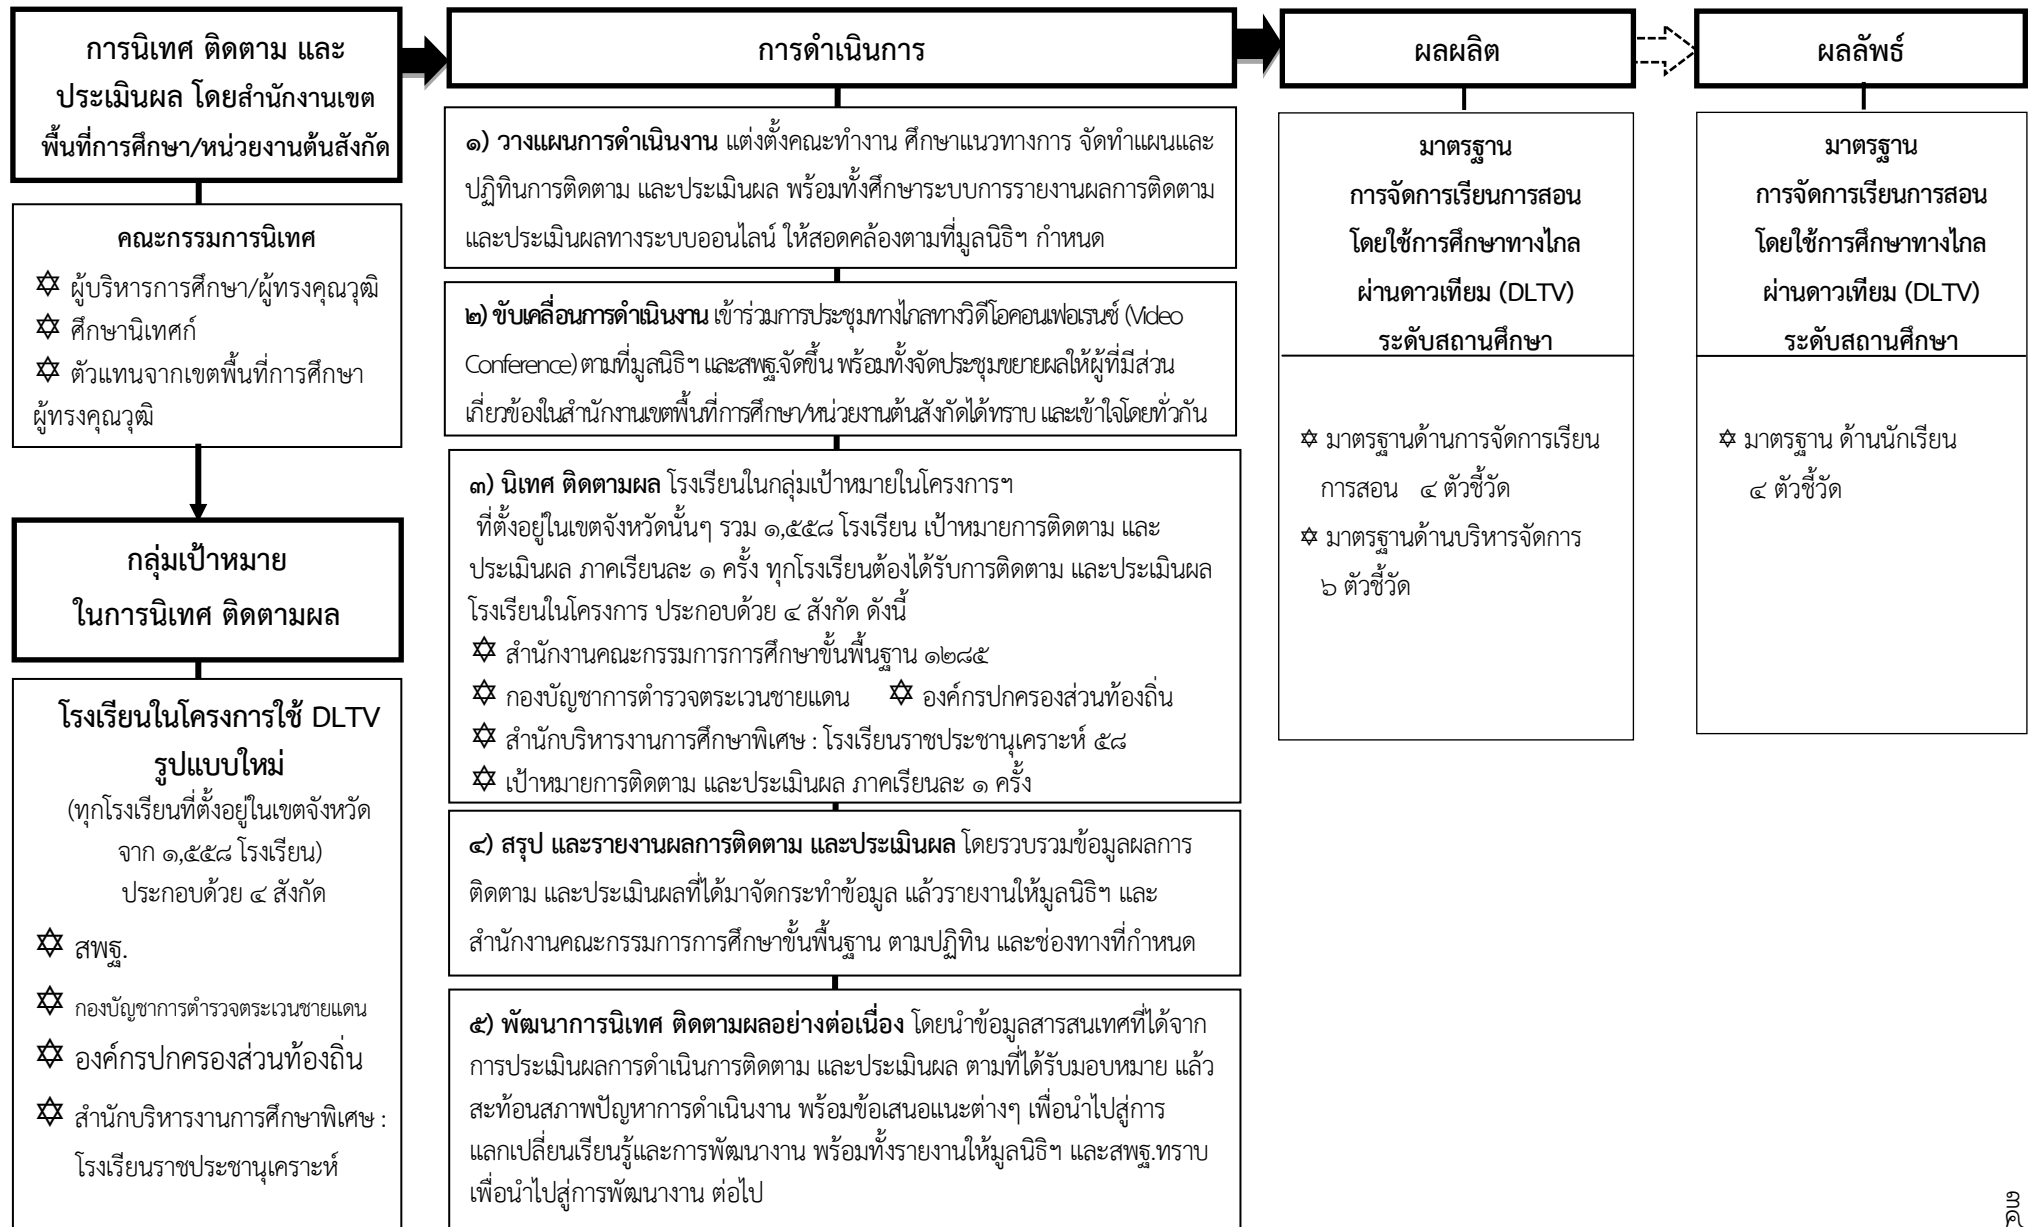 การนิเทศ ติดตาม และ
ประเมินผล โดยสำนักงานเขต
พื้นที่การศึกษา/หน่วยงานต้นสังกัด
คณะกรรมการนิเทศ
✡ ผู้บริหารการศึกษา/ผู้ทรงคุณวุฒิ
✡ ศึกษานิเทศก์
✡ ตัวแทนจากเขตพื้นที่การศึกษา
ผู้ทรงคุณวุฒิ
กลุ่มเป้าหมาย
ในการนิเทศ ติดตามผล
โรงเรียนในโครงการใช้ DLTV
รูปแบบใหม่
(ทุกโรงเรียนที่ตั้งอยู่ในเขตจังหวัด
จาก ๑,๕๕๘ โรงเรียน)
ประกอบด้วย ๔ สังกัด
✡ สพฐ.
✡ กองบัญชาการตำรวจตระเวนชายแดน
✡ องค์กรปกครองส่วนท้องถิ่น
✡ สำนักบริหารงานการศึกษาพิเศษ :
โรงเรียนราชประชานุเคราะห์
การดำเนินการ
๑) วางแผนการดำเนินงาน แต่งตั้งคณะทำงาน ศึกษาแนวทางการ จัดทำแผนและ
ปฏิทินการติดตาม และประเมินผล พร้อมทั้งศึกษาระบบการรายงานผลการติดตาม
และประเมินผลทางระบบออนไลน์ ให้สอดคล้องตามที่มูลนิธิฯ กำหนด
๒) ขับเคลื่อนการดำเนินงาน เข้าร่วมการประชุมทางไกลทางวิดีโอคอนเฟอเรนซ์ (Video
Conference) ตามที่มูลนิธิฯ และสพฐ.จัดขึ้น พร้อมทั้งจัดประชุมขยายผลให้ผู้ที่มีส่วน
เกี่ยวข้องในสำนักงานเขตพื้นที่การศึกษา/หน่วยงานต้นสังกัดได้ทราบ และเข้าใจโดยทั่วกัน
๓) นิเทศ ติดตามผล โรงเรียนในกลุ่มเป้าหมายในโครงการฯ
ที่ตั้งอยู่ในเขตจังหวัดนั้นๆ รวม ๑,๕๕๘ โรงเรียน เป้าหมายการติดตาม และ
ประเมินผล ภาคเรียนละ ๑ ครั้ง ทุกโรงเรียนต้องได้รับการติดตาม และประเมินผล
โรงเรียนในโครงการ ประกอบด้วย ๔ สังกัด ดังนี้
✡ สำนักงานคณะกรรมการการศึกษาขั้นพื้นฐาน ๑๒๘๕
✡ กองบัญชาการตำรวจตระเวนชายแดน ✡ องค์กรปกครองส่วนท้องถิ่น
✡ สำนักบริหารงานการศึกษาพิเศษ : โรงเรียนราชประชานุเคราะห์ ๕๘
✡ เป้าหมายการติดตาม และประเมินผล ภาคเรียนละ ๑ ครั้ง
๔) สรุป และรายงานผลการติดตาม และประเมินผล โดยรวบรวมข้อมูลผลการ
ติดตาม และประเมินผลที่ได้มาจัดกระทำข้อมูล แล้วรายงานให้มูลนิธิฯ และ
สำนักงานคณะกรรมการการศึกษาขั้นพื้นฐาน ตามปฏิทิน และช่องทางที่กำหนด
๕) พัฒนาการนิเทศ ติดตามผลอย่างต่อเนื่อง โดยนำข้อมูลสารสนเทศที่ได้จาก
การประเมินผลการดำเนินการติดตาม และประเมินผล ตามที่ได้รับมอบหมาย แล้ว
สะท้อนสภาพปัญหาการดำเนินงาน พร้อมข้อเสนอแนะต่างๆ เพื่อนำไปสู่การ
แลกเปลี่ยนเรียนรู้และการพัฒนางาน พร้อมทั้งรายงานให้มูลนิธิฯ และสพฐ.ทราบ
เพื่อนำไปสู่การพัฒนางาน ต่อไป
ผลผลิต
มาตรฐาน
การจัดการเรียนการสอน
โดยใช้การศึกษาทางไกล
ผ่านดาวเทียม (DLTV)
ระดับสถานศึกษา
✡ มาตรฐานด้านการจัดการเรียน
การสอน ๔ ตัวชี้วัด
✡ มาตรฐานด้านบริหารจัดการ
๖ ตัวชี้วัด
ผลลัพธ์
มาตรฐาน
การจัดการเรียนการสอน
โดยใช้การศึกษาทางไกล
ผ่านดาวเทียม (DLTV)
ระดับสถานศึกษา
✡ มาตรฐาน ด้านนักเรียน
๔ ตัวชี้วัด